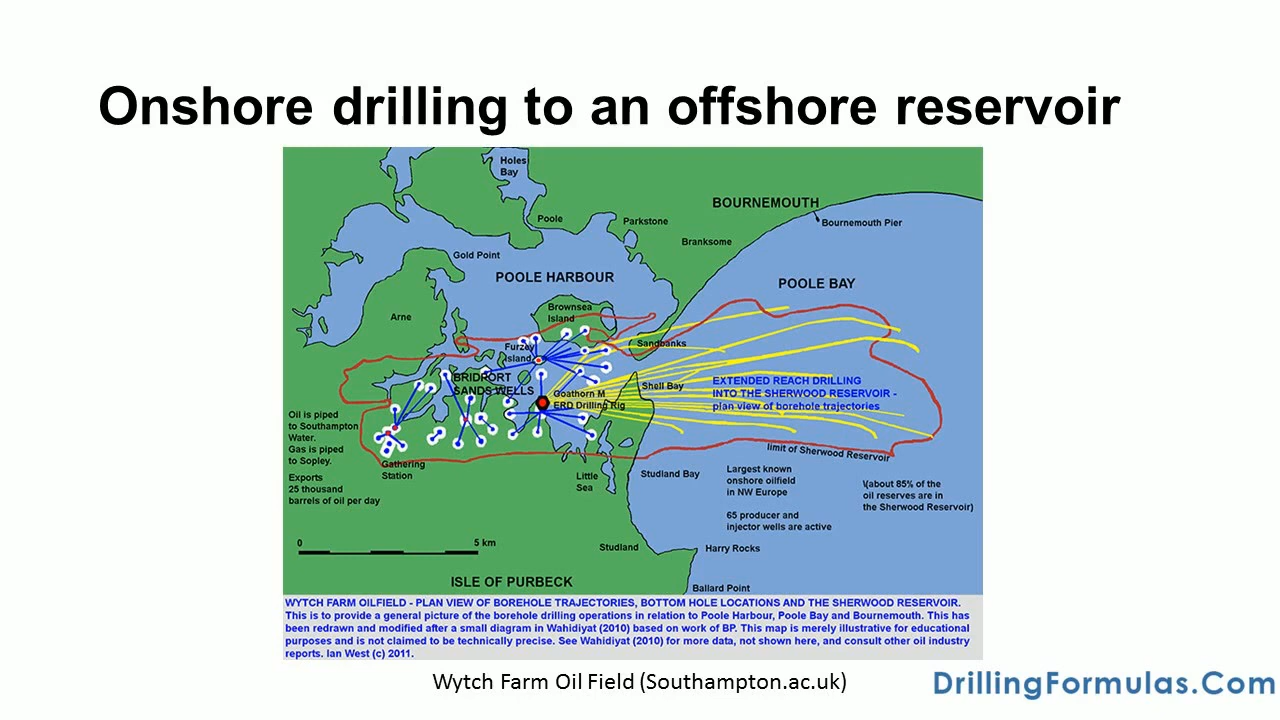 Onshore drilling to an offshore reservoir
Holes
Bay
BOURNEMOUTH
Poole
Parkstone
Bournemouth Pier
Branksome
Gold Point
POOLE HARBOUR
POOLE BAY
Brownsea
Island
Arne
Furzey
Island
Sandbanks
BRIDPORT
SANDS WELLS
Shell Bay
EXTENDED REACH DRILLING
INTO THE SHERWOOD RESERVOIR -
plan view of borehole trajectories
Goathorn M
ERD Drilling Rig
Oil is piped
to Southampton
Water.
Gas is piped
to Sopley.
Exports
25 thousand
barrels of oil per day
Gathering
Station
Little
Sea
Studland Bay
limit of Sherwood Reservoir
Largest known
onshore oilfield
in NW Europe
65 producer and
injector wells are active
\(about 85% of the
oil reserves are in
the Sherwood Reservoir)
0 5 km
Studland
Harry Rocks
ISLE OF PURBECK
Ballard Point
WYTCH FARM OILFIELD - PLAN VIEW OF BOREHOLE TRAJECTORIES, BOTTOM HOLE LOCATIONS AND THE SHERWOOD RESERVOIR.
This is to provide a general picture of the borehole drilling operations in relation to Poole Harbour, Poole Bay and Bournemouth. This has
been redrawn and modified after a small diagram in Wahidiyat (2010) based on work of BP. This map is merely illustrative for educational
purposes and is not claimed to be technically precise. See Wahidiyat (2010) for more data, not shown here, and consult other oil industry
reports. Ian West (c) 2011.
Wytch Farm Oil Field (Southampton.ac.uk)
DrillingFormulas.Com